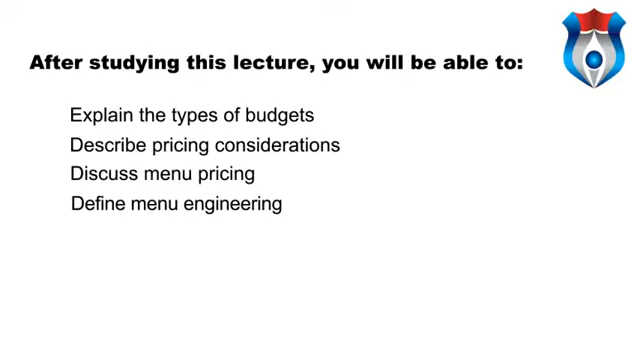 After studying this lecture, you will be able to:
Explain the types of budgets
Describe pricing considerations
Discuss menu pricing
Define menu engineering